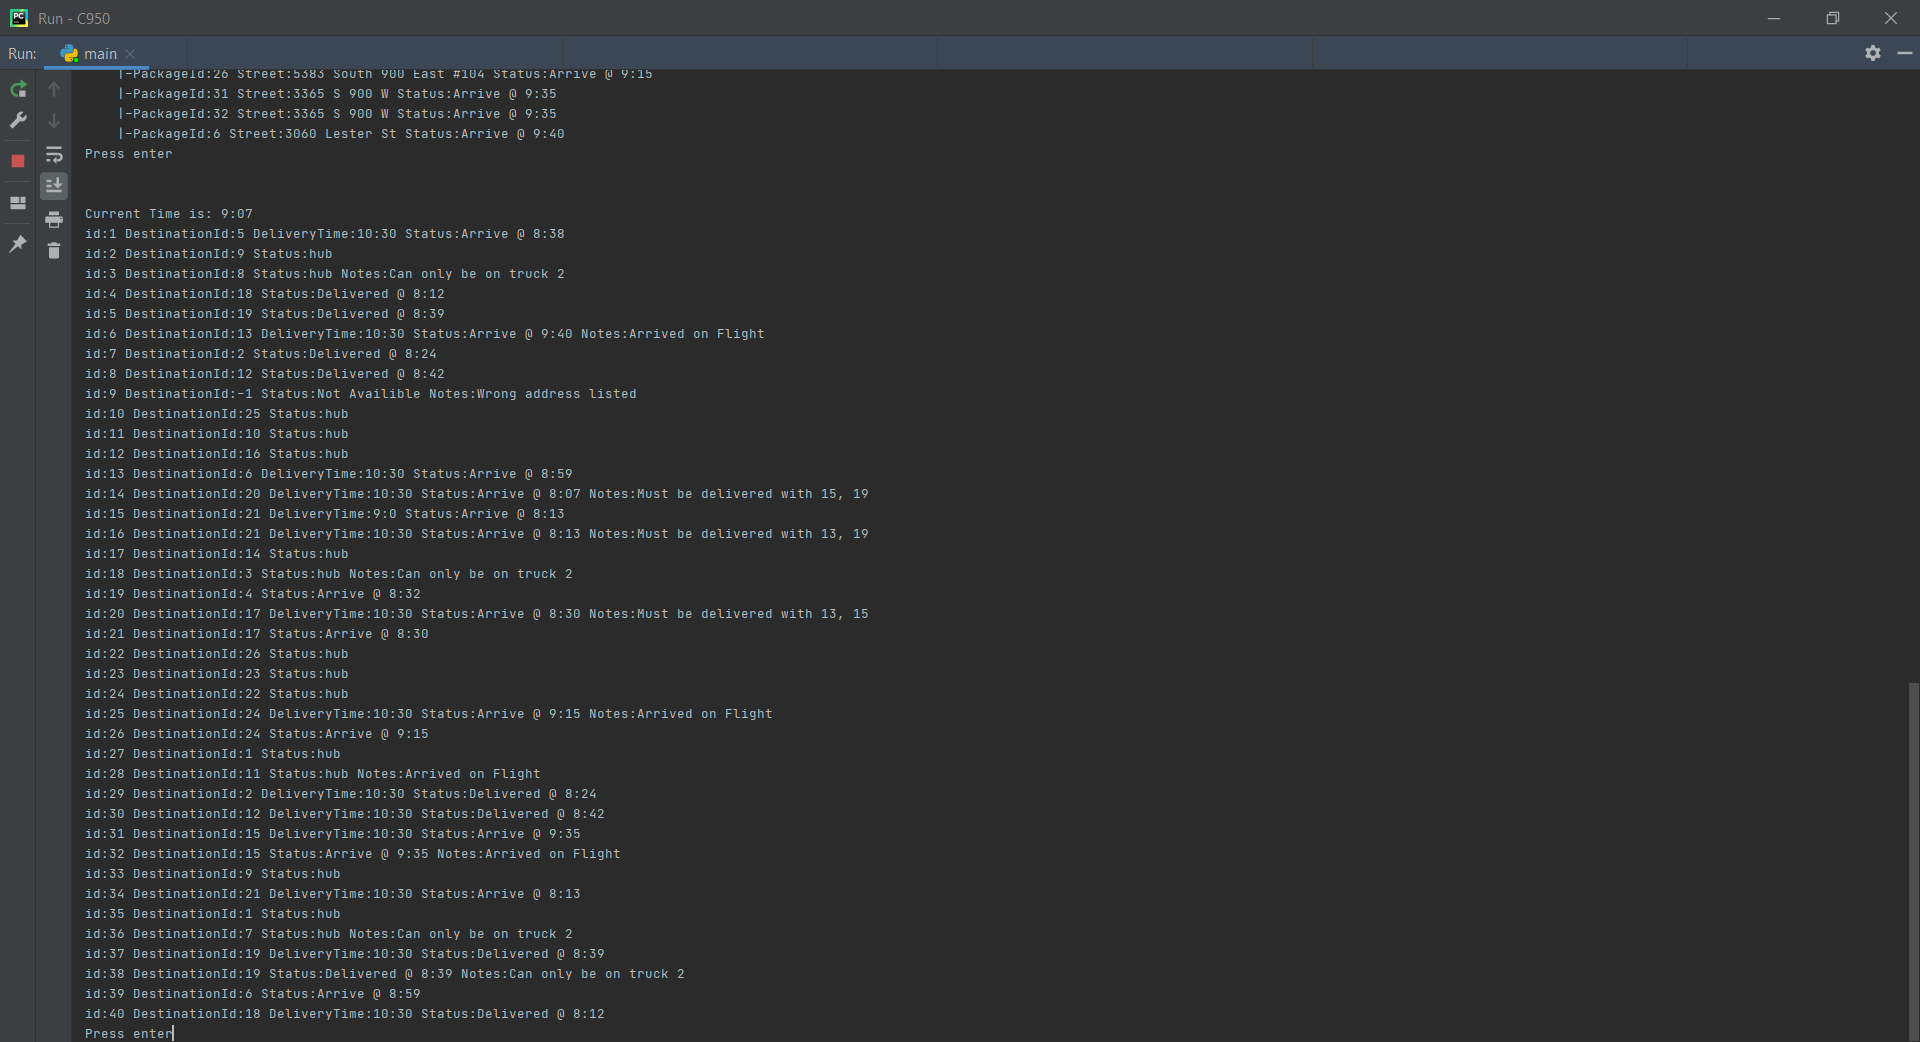 Run - C950
Run: main
|-PackageId:26 Street:5383 South 900 East #104 Status:Arrive @ 9:15
|-PackageId:31 Street:3365 S 900 W Status:Arrive @ 9:35
|-PackageId:32 Street:3365 S 900 W Status:Arrive @ 9:35
|-PackageId:6 Street:3060 Lester St Status:Arrive @ 9:40
Press enter
Current Time is: 9:07
id:1 DestinationId:5 DeliveryTime:10:30 Status:Arrive @ 8:38
id:2 DestinationId:9 Status:hub
id:3 DestinationId:8 Status:hub Notes:Can only be on truck 2
id:4 DestinationId:18 Status:Delivered @ 8:12
id:5 DestinationId:19 Status:Delivered @ 8:39
id:6 DestinationId:13 DeliveryTime:10:30 Status:Arrive @ 9:40 Notes:Arrived on Flight
id:7 DestinationId:2 Status:Delivered @ 8:24
id:8 DestinationId:12 Status:Delivered @ 8:42
id:9 DestinationId:-1 Status:Not Availible Notes:Wrong address listed
id:10 DestinationId:25 Status:hub
id:11 DestinationId:10 Status:hub
id:12 DestinationId:16 Status:hub
id:13 DestinationId:6 DeliveryTime:10:30 Status:Arrive @ 8:59
id:14 DestinationId:20 DeliveryTime:10:30 Status:Arrive @ 8:07 Notes:Must be delivered with 15, 19
id:15 DestinationId:21 DeliveryTime:9:0 Status:Arrive @ 8:13
id:16 DestinationId:21 DeliveryTime:10:30 Status:Arrive @ 8:13 Notes:Must be delivered with 13, 19
id:17 DestinationId:14 Status:hub
id:18 DestinationId:3 Status:hub Notes:Can only be on truck 2
id:19 DestinationId:4 Status:Arrive @ 8:32
id:20 DestinationId:17 DeliveryTime:10:30 Status:Arrive @ 8:30 Notes:Must be delivered with 13, 15
id:21 DestinationId:17 Status:Arrive @ 8:30
id:22 DestinationId:26 Status:hub
id:23 DestinationId:23 Status:hub
id:24 DestinationId:22 Status:hub
id:25 DestinationId:24 DeliveryTime:10:30 Status:Arrive @ 9:15 Notes:Arrived on Flight
id:26 DestinationId:24 Status:Arrive @ 9:15
id:27 DestinationId:1 Status:hub
id:28 DestinationId:11 Status:hub Notes:Arrived on Flight
id:29 DestinationId:2 DeliveryTime:10:30 Status:Delivered @ 8:24
id:30 DestinationId:12 DeliveryTime:10:30 Status:Delivered @ 8:42
id:31 DestinationId:15 DeliveryTime:10:30 Status:Arrive @ 9:35
id:32 DestinationId:15 Status:Arrive @ 9:35 Notes:Arrived on Flight
id:33 DestinationId:9 Status:hub
id:34 DestinationId:21 DeliveryTime:10:30 Status:Arrive @ 8:13
id:35 DestinationId:1 Status:hub
id:36 DestinationId:7 Status:hub Notes:Can only be on truck 2
id:37 DestinationId:19 DeliveryTime:10:30 Status:Delivered @ 8:39
id:38 DestinationId:19 Status:Delivered @ 8:39 Notes:Can only be on truck 2
id:39 DestinationId:6 Status:Arrive @ 8:59
id:40 DestinationId:18 DeliveryTime:10:30 Status:Delivered @ 8:12
Press enter